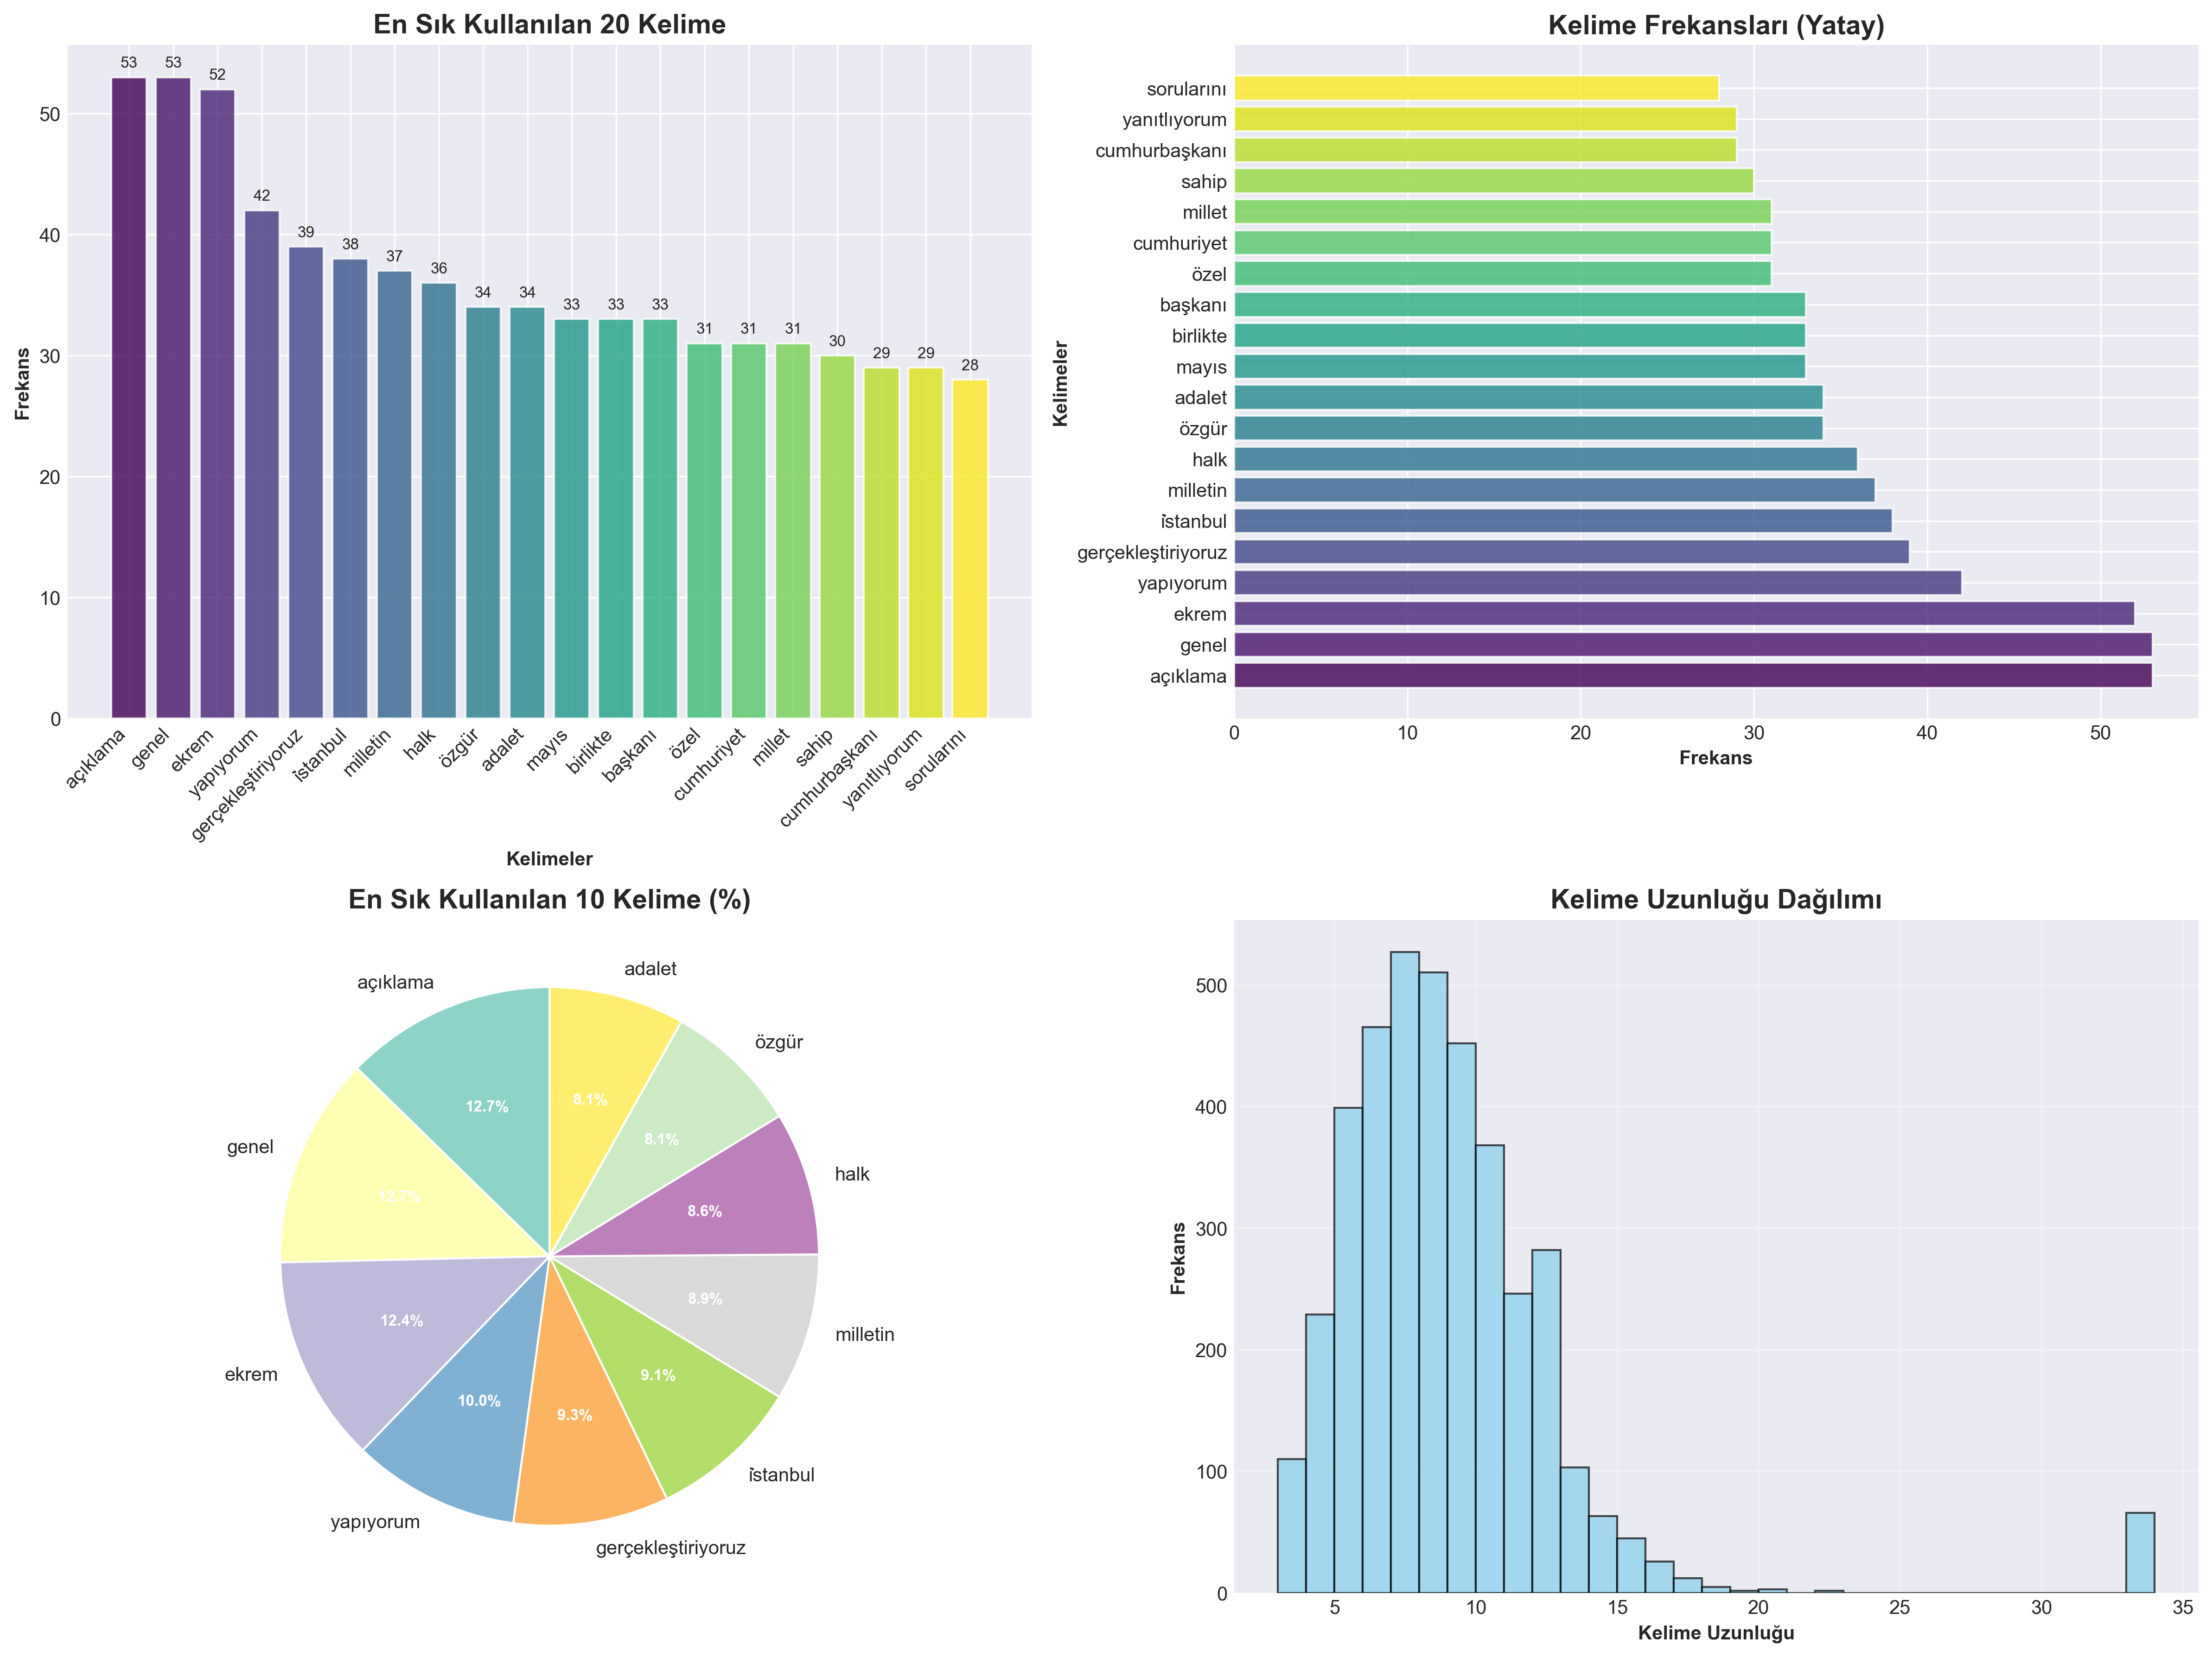 En Sık Kullanılan 20 Kelime
Frekans
50
40
30
20
10
0
53
53
52
42
39
38
37
36
34
34
33
33
33
31
31
31
30
29
29
28
açıklama
genel
ekrem
yapıyorum
gerçekleştiriyoruz
i̇stanbul
milletin
halk
özgür
adalet
mayıs
birlikte
başkanı
özel
cumhuriyet
millet
sahip
cumhurbaşkanı
yanıtlıyorum
sorularını
Kelimeler
Kelime Frekansları (Yatay)
Kelimeler
sorularını
yanıtlıyorum
cumhurbaşkanı
sahip
millet
cumhuriyet
özel
başkanı
birlikte
mayıs
adalet
özgür
halk
milletin
i̇stanbul
gerçekleştiriyoruz
yapıyorum
ekrem
genel
açıklama
0 10 20 30 40 50
Frekans
En Sık Kullanılan 10 Kelime (%)
açıklama
12.7%
genel
12.7%
ekrem
12.4%
yapıyorum
10.0%
gerçekleştiriyoruz
9.3%
i̇stanbul
9.1%
milletin
8.9%
halk
8.6%
özgür
8.1%
adalet
8.1%
Kelime Uzunluğu Dağılımı
Frekans
500
400
300
200
100
0
5 10 15 20 25 30 35
Kelime Uzunluğu